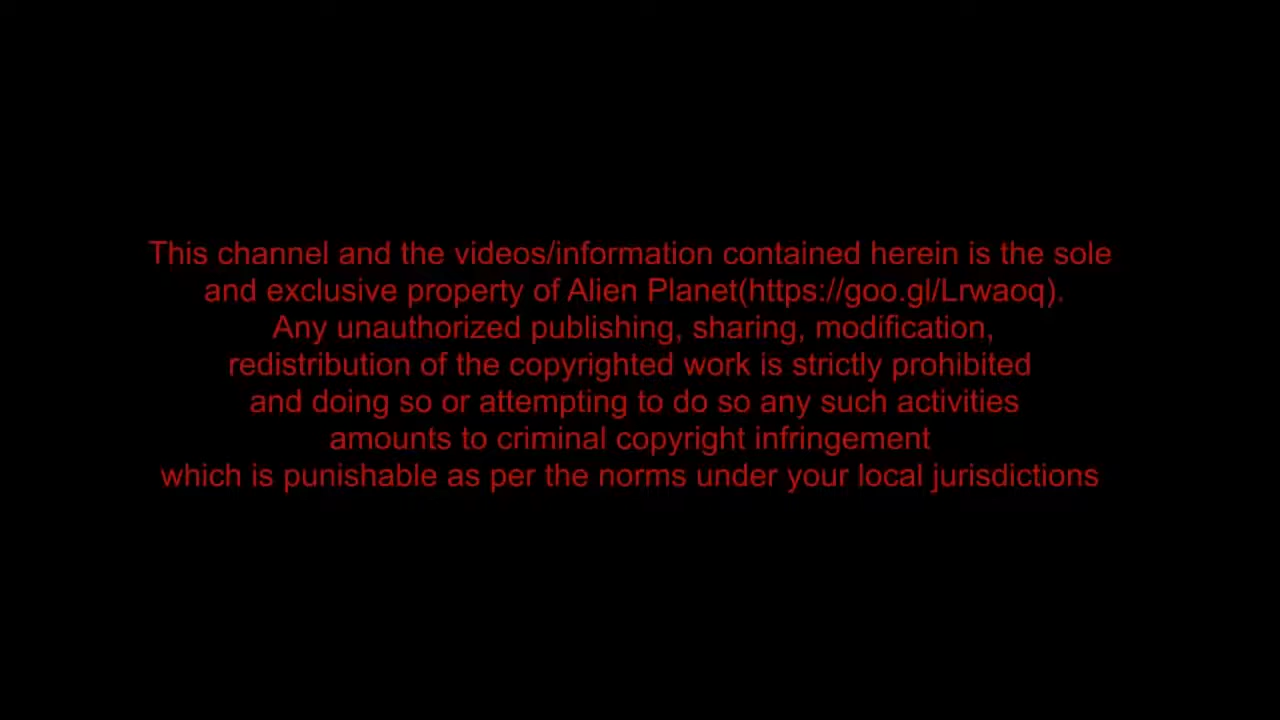 This channel and the videos/information contained herein is the sole
and exclusive property of Alien Planet(https://goo.gl/Lrwaoq).
Any unauthorized publishing, sharing, modification,
redistribution of the copyrighted work is strictly prohibited
and doing so or attempting to do so any such activities
amounts to criminal copyright infringement
which is punishable as per the norms under your local jurisdictions